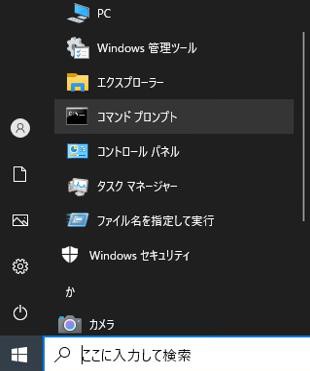 PC
Windows 管理ツール
エクスプローラー
コマンド プロンプト
コントロール パネル
タスク マネージャー
ファイル名を指定して実行
Windows セキュリティ
か
カメラ
ここに入力して検索